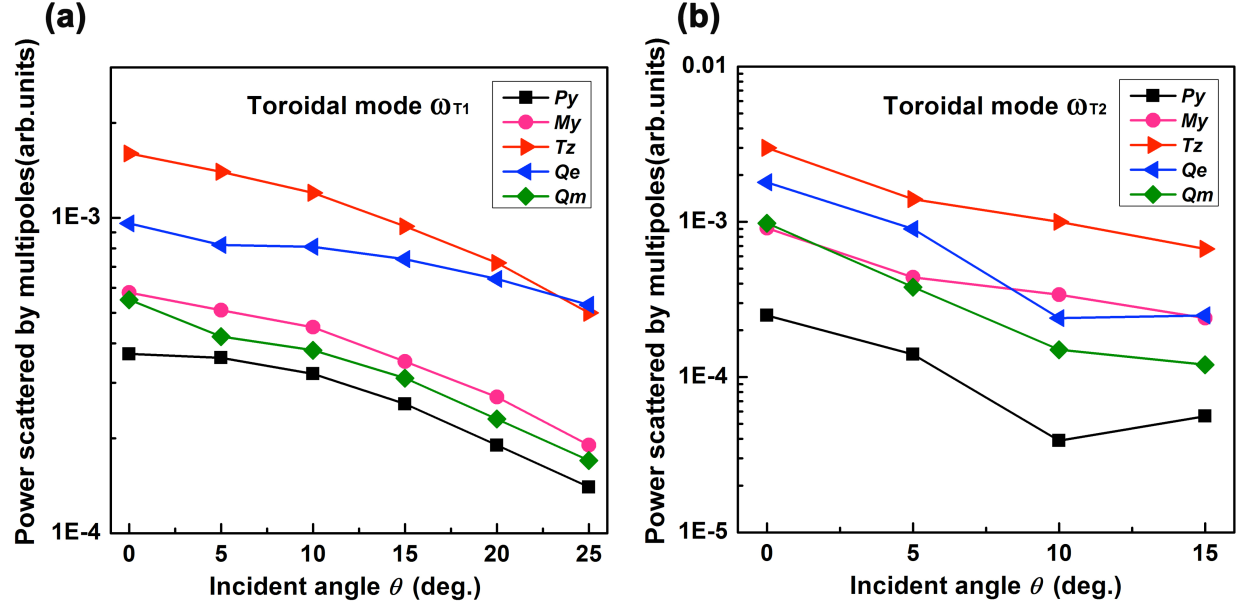 (a)
Power scattered by multipoles(arb.units)
Toroidal mode ωT1
Py
My
Tz
Qe
Qm
1E-3
1E-4
0 5 10 15 20 25
Incident angle θ (deg.)
(b)
Power scattered by multipoles(arb.units)
Toroidal mode ωT2
Py
My
Tz
Qe
Qm
0.01
1E-3
1E-4
1E-5
0 5 10 15
Incident angle θ (deg.)